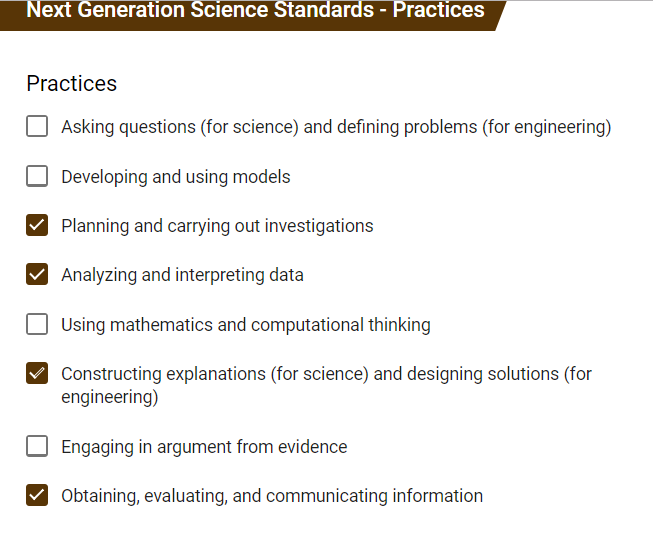 Next Generation Science Standards - Practices
Practices
Asking questions (for science) and defining problems (for engineering)
Developing and using models
Planning and carrying out investigations
Analyzing and interpreting data
Using mathematics and computational thinking
Constructing explanations (for science) and designing solutions (for
engineering)
Engaging in argument from evidence
Obtaining, evaluating, and communicating information